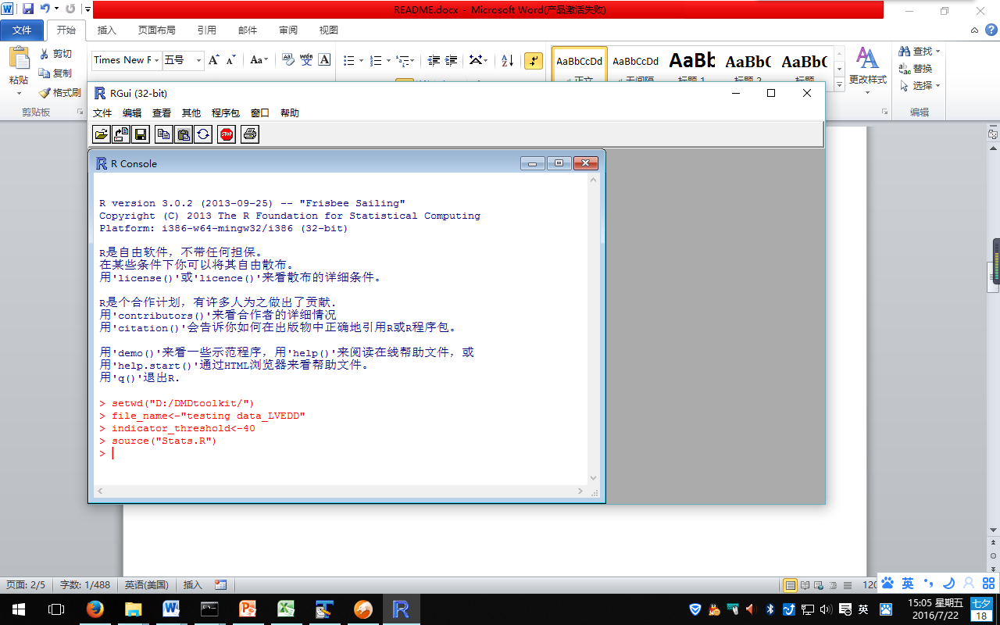 README.docx - Microsoft Word(产品激活失败)
文件 开始 插入 页面布局 引用 邮件 审阅 视图
粘贴 剪切 复制 格式刷
Times New F 五号
AaBbCcDd AaBbCcDd AaBb AaBbC AaBbC
更改样式
查找 替换 选择
剪贴板 编辑
RGui (32-bit)
文件 编辑 查看 其他 程序包 窗口 帮助
STOP
R Console
R version 3.0.2 (2013-09-25) -- "Frisbee Sailing"
Copyright (C) 2013 The R Foundation for Statistical Computing
Platform: i386-w64-mingw32/i386 (32-bit)
R是自由软件，不带任何担保。
在某些条件下你可以将其自由散布。
用'license()'或'licence()'来看散布的详细条件。
R是个合作计划，有许多人为之做出了贡献.
用'contributors()'来看合作者的详细情况
用'citation()'会告诉你如何在出版物中正确地引用R或R程序包。
用'demo()'来看一些示范程序，用'help()'来阅读在线帮助文件，或
用'help.start()'通过HTML浏览器来看帮助文件。
用'q()'退出R.
> setwd("D:/DMDtoolkit/")
> file_name<-"testing data_LVEDD"
> indicator_threshold<-40
> source("Stats.R")
>
页面: 2/5 字数: 1/488 英语(美国) 插入 120
英
英 15:05 星期五 七夕
2016/7/22 18